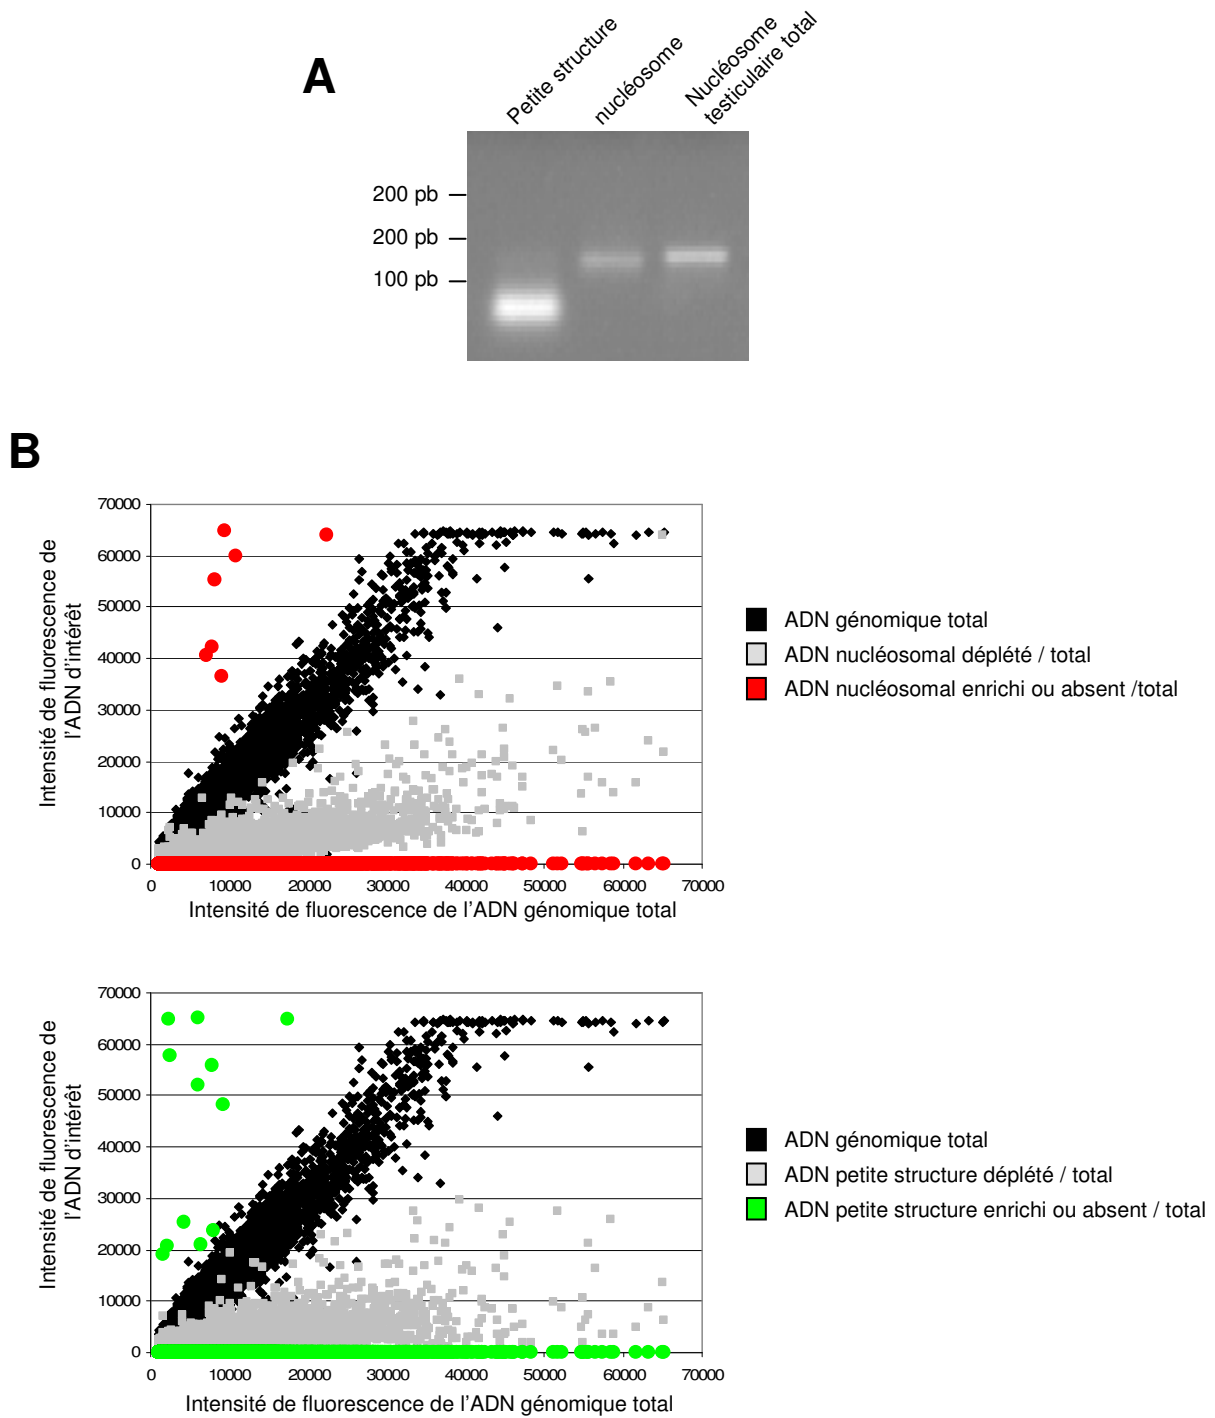 A
Petite structure
nucléosome
Nucléosome
testiculaire total
200 pb
200 pb
100 pb
B
70000
60000
50000
40000
30000
20000
10000
0
Intensité de fluorescence de
l'ADN d'intérêt
0 10000 20000 30000 40000 50000 60000 70000
Intensité de fluorescence de l'ADN génomique total
ADN génomique total
ADN nucléosomal déplété / total
ADN nucléosomal enrichi ou absent /total
70000
60000
50000
40000
30000
20000
10000
0
Intensité de fluorescence de
l'ADN d'intérêt
0 10000 20000 30000 40000 50000 60000 70000
Intensité de fluorescence de l'ADN génomique total
ADN génomique total
ADN petite structure déplété / total
ADN petite structure enrichi ou absent / total